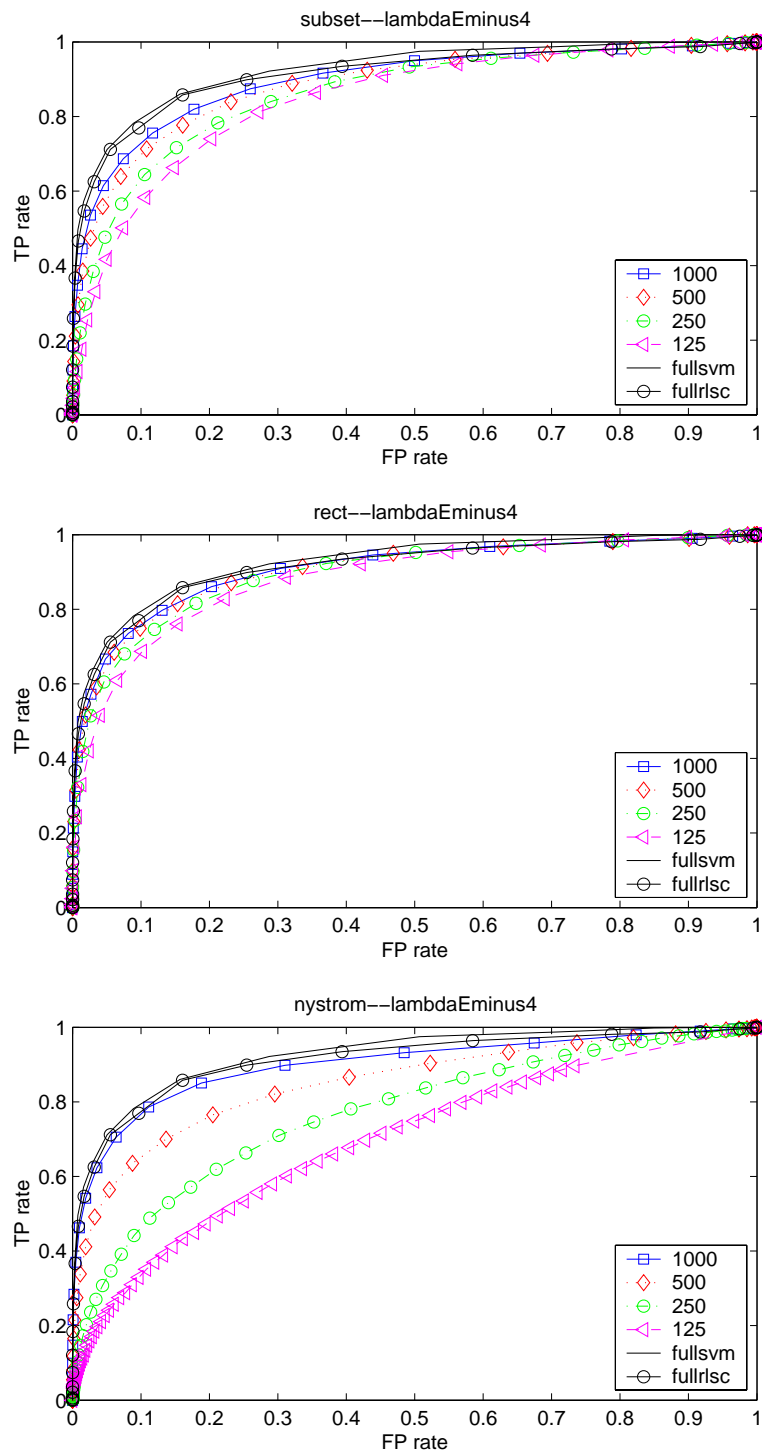 subset−−lambdaEminus4
1
0.8
0.6
0.4
0.2
0
TP rate
0 0.1 0.2 0.3 0.4 0.5 0.6 0.7 0.8 0.9 1
FP rate
1000
500
250
125
fullsvm
fullrlsc
rect−−lambdaEminus4
1
0.8
0.6
0.4
0.2
0
TP rate
0 0.1 0.2 0.3 0.4 0.5 0.6 0.7 0.8 0.9 1
FP rate
1000
500
250
125
fullsvm
fullrlsc
nystrom−−lambdaEminus4
1
0.8
0.6
0.4
0.2
0
TP rate
0 0.1 0.2 0.3 0.4 0.5 0.6 0.7 0.8 0.9 1
FP rate
1000
500
250
125
fullsvm
fullrlsc